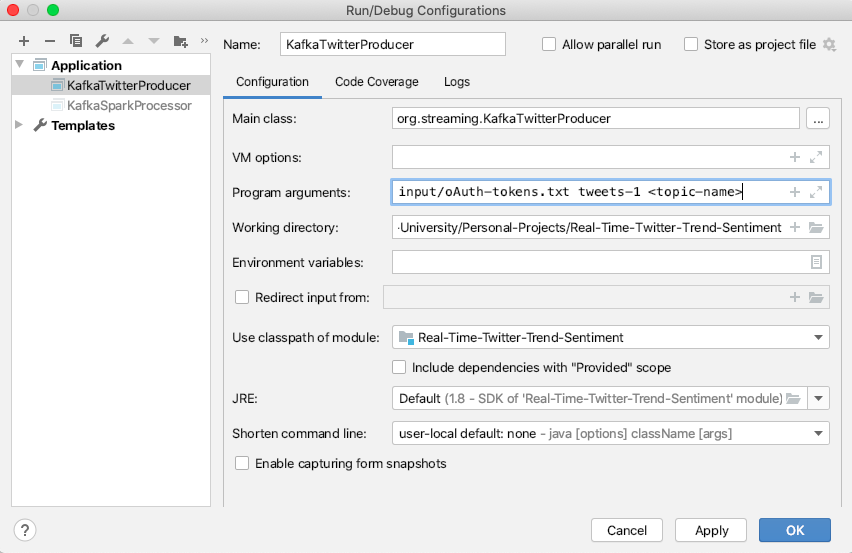 Run/Debug Configurations
Name: KafkaTwitterProducer Allow parallel run Store as project file
Application
KafkaTwitterProducer
KafkaSparkProcessor
Templates
Configuration Code Coverage Logs
Main class: org.streaming.KafkaTwitterProducer ...
VM options:
Program arguments: input/oAuth-tokens.txt tweets-1 <topic-name>
Working directory: -University/Personal-Projects/Real-Time-Twitter-Trend-Sentiment
Environment variables:
Redirect input from:
Use classpath of module: Real-Time-Twitter-Trend-Sentiment
Include dependencies with "Provided" scope
JRE: Default (1.8 - SDK of 'Real-Time-Twitter-Trend-Sentiment' module)
Shorten command line: user-local default: none - java [options] className [args]
Enable capturing form snapshots
? Cancel Apply OK